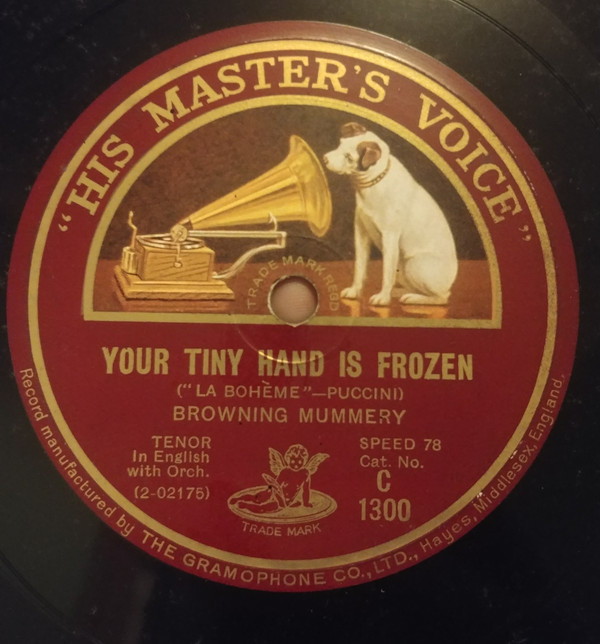 "HIS MASTER'S VOICE"
TRADE MARK REGD
YOUR TINY HAND IS FROZEN
("LA BOHÈME"—PUCCINI)
BROWNING MUMMERY
TENOR
In English
with Orch.
(2-02175)
SPEED 78
Cat. No.
C
1300
TRADE MARK
Record manufactured by THE GRAMOPHONE CO., LTD., Hayes, Middlesex, England.